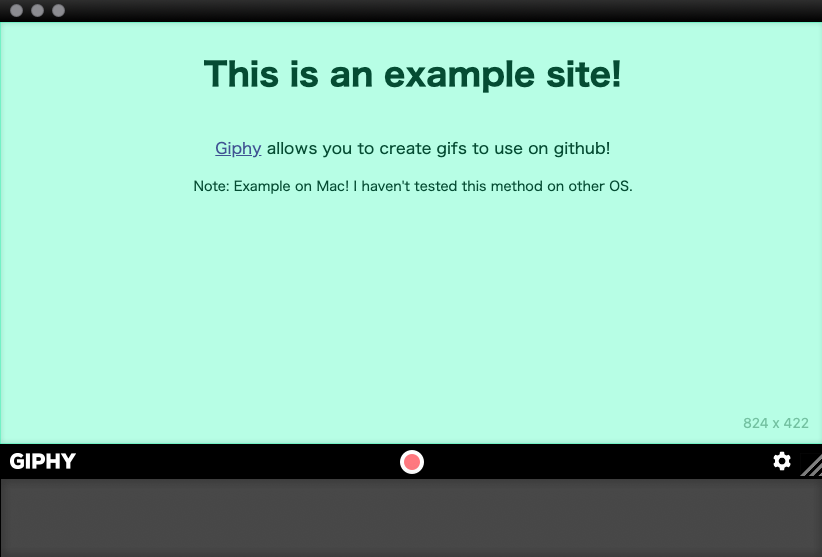 This is an example site!
Giphy allows you to create gifs to use on github!
Note: Example on Mac! I haven't tested this method on other OS.
824 x 422
GIPHY